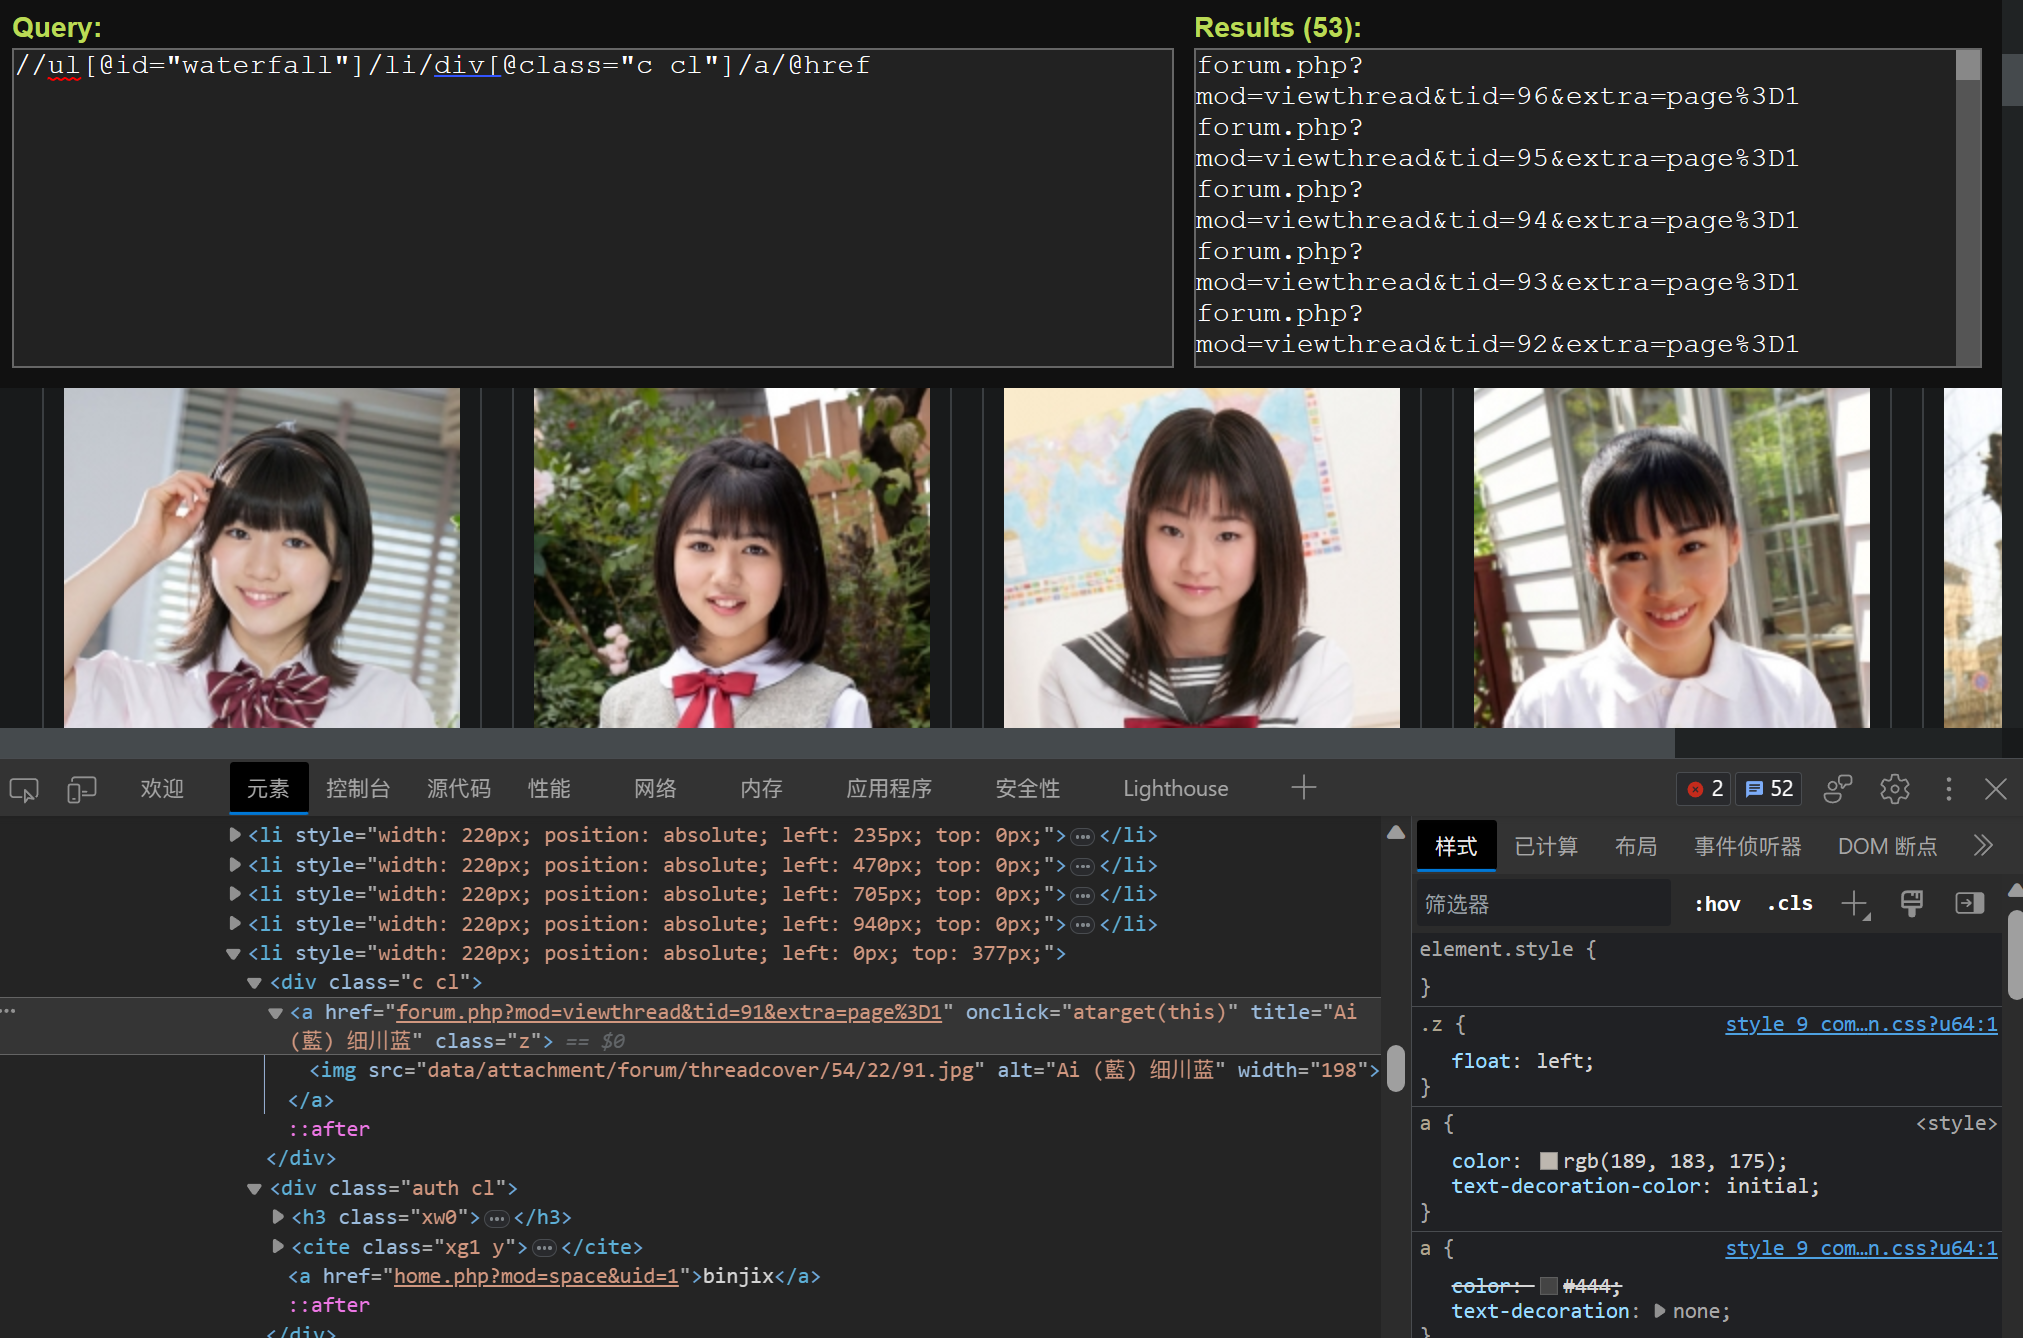 Query:
//ul[@id="waterfall"]/li/div[@class="c cl"]/a/@href
Results (53):
forum.php?
mod=viewthread&tid=96&extra=page%3D1
forum.php?
mod=viewthread&tid=95&extra=page%3D1
forum.php?
mod=viewthread&tid=94&extra=page%3D1
forum.php?
mod=viewthread&tid=93&extra=page%3D1
forum.php?
mod=viewthread&tid=92&extra=page%3D1
欢迎 元素 控制台 源代码 性能 网络 内存 应用程序 安全性 Lighthouse 2 52
<li style="width: 220px; position: absolute; left: 235px; top: 0px;">…</li>
<li style="width: 220px; position: absolute; left: 470px; top: 0px;">…</li>
<li style="width: 220px; position: absolute; left: 705px; top: 0px;">…</li>
<li style="width: 220px; position: absolute; left: 940px; top: 0px;">…</li>
<li style="width: 220px; position: absolute; left: 0px; top: 377px;">
<div class="c cl">
<a href="forum.php?mod=viewthread&tid=91&extra=page%3D1" onclick="atarget(this)" title="Ai
(藍) 细川蓝" class="z"> == $0
<img src="data/attachment/forum/threadcover/54/22/91.jpg" alt="Ai (藍) 细川蓝" width="198">
</a>
::after
</div>
<div class="auth cl">
<h3 class="xw0">…</h3>
<cite class="xg1 y">…</cite>
<a href="home.php?mod=space&uid=1">binjix</a>
::after
</div>
样式 已计算 布局 事件侦听器 DOM 断点
筛选器 :hov .cls
element.style {
}
.z { style_9_com…n.css?u64:1
float: left;
}
a { <style>
color: rgb(189, 183, 175);
text-decoration-color: initial;
}
a { style_9_com…n.css?u64:1
color: #444;
text-decoration: none;
}